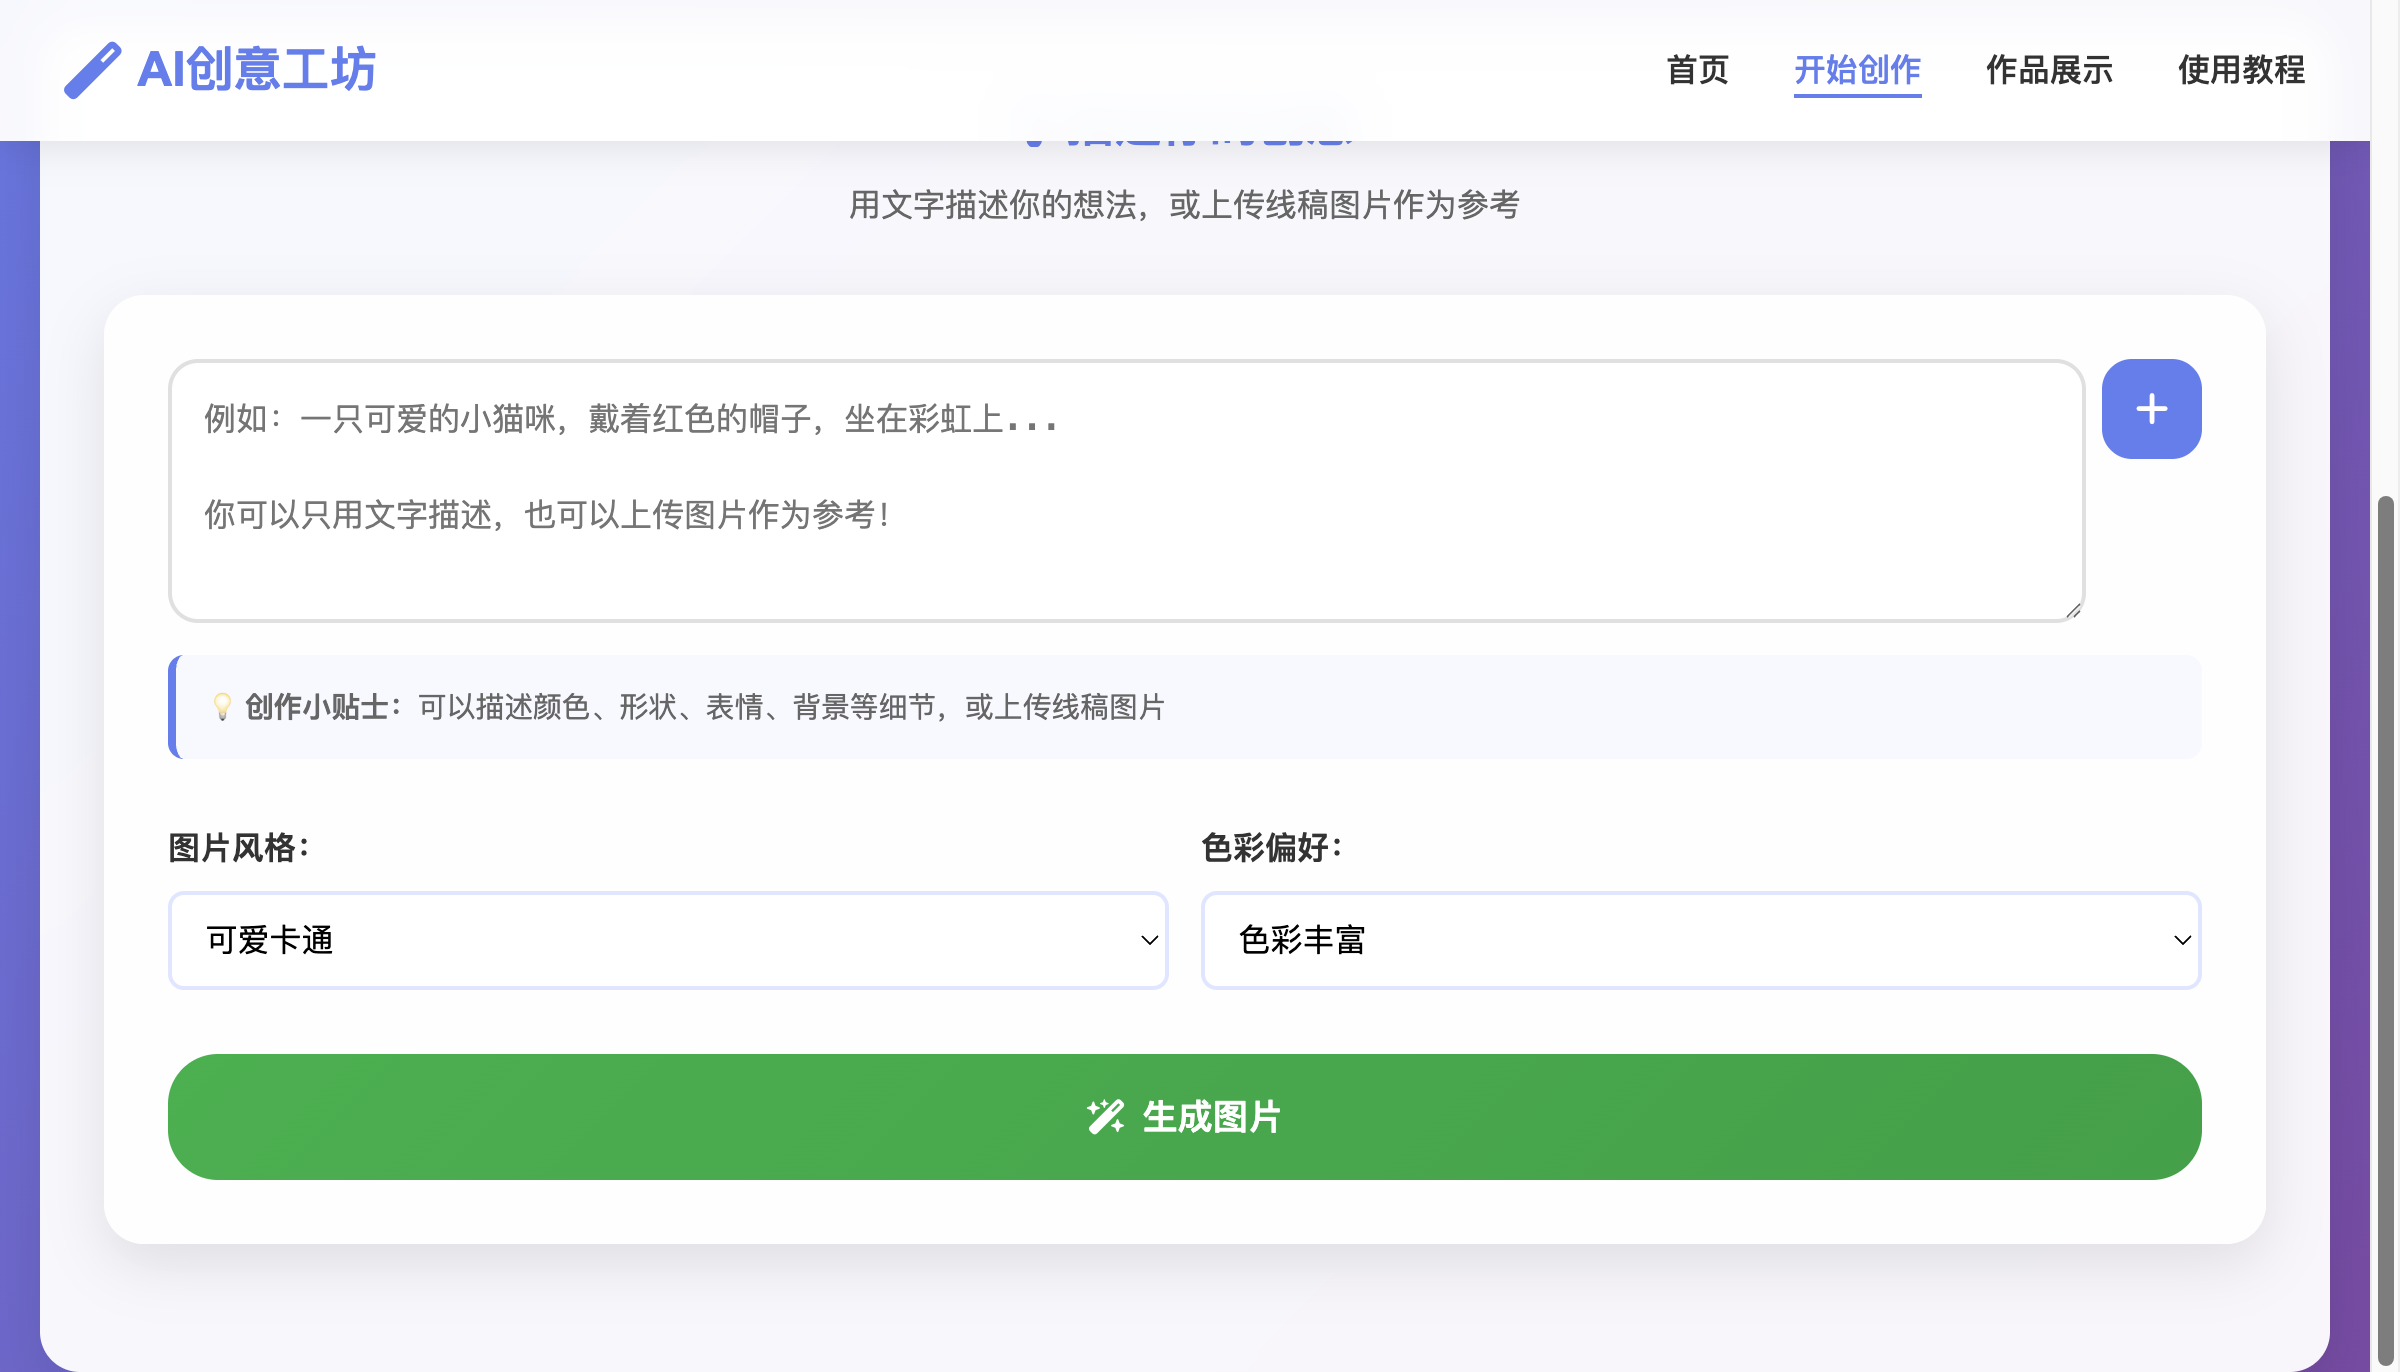 AI创意工坊
首页 开始创作 作品展示 使用教程
用文字描述你的想法，或上传线稿图片作为参考
例如：一只可爱的小猫咪，戴着红色的帽子，坐在彩虹上...
你可以只用文字描述，也可以上传图片作为参考！
创作小贴士：可以描述颜色、形状、表情、背景等细节，或上传线稿图片
图片风格： 色彩偏好：
可爱卡通 色彩丰富
生成图片